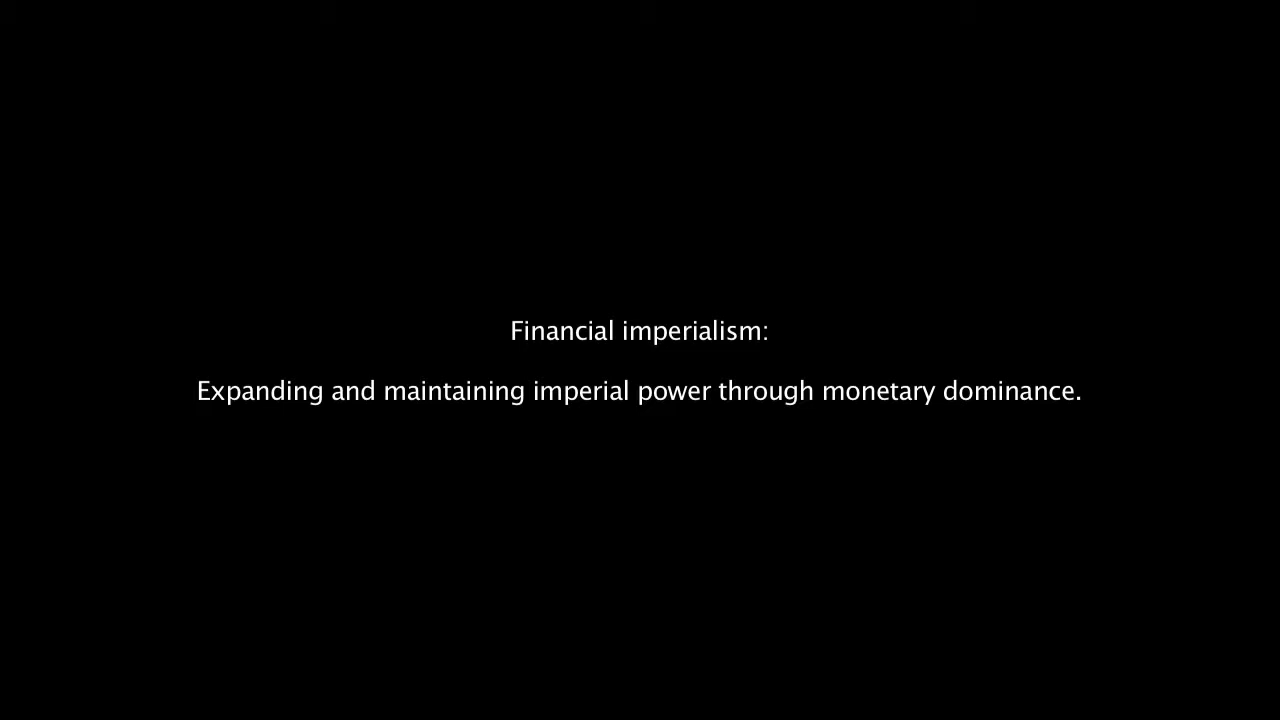 Financial imperialism:
Expanding and maintaining imperial power through monetary dominance.